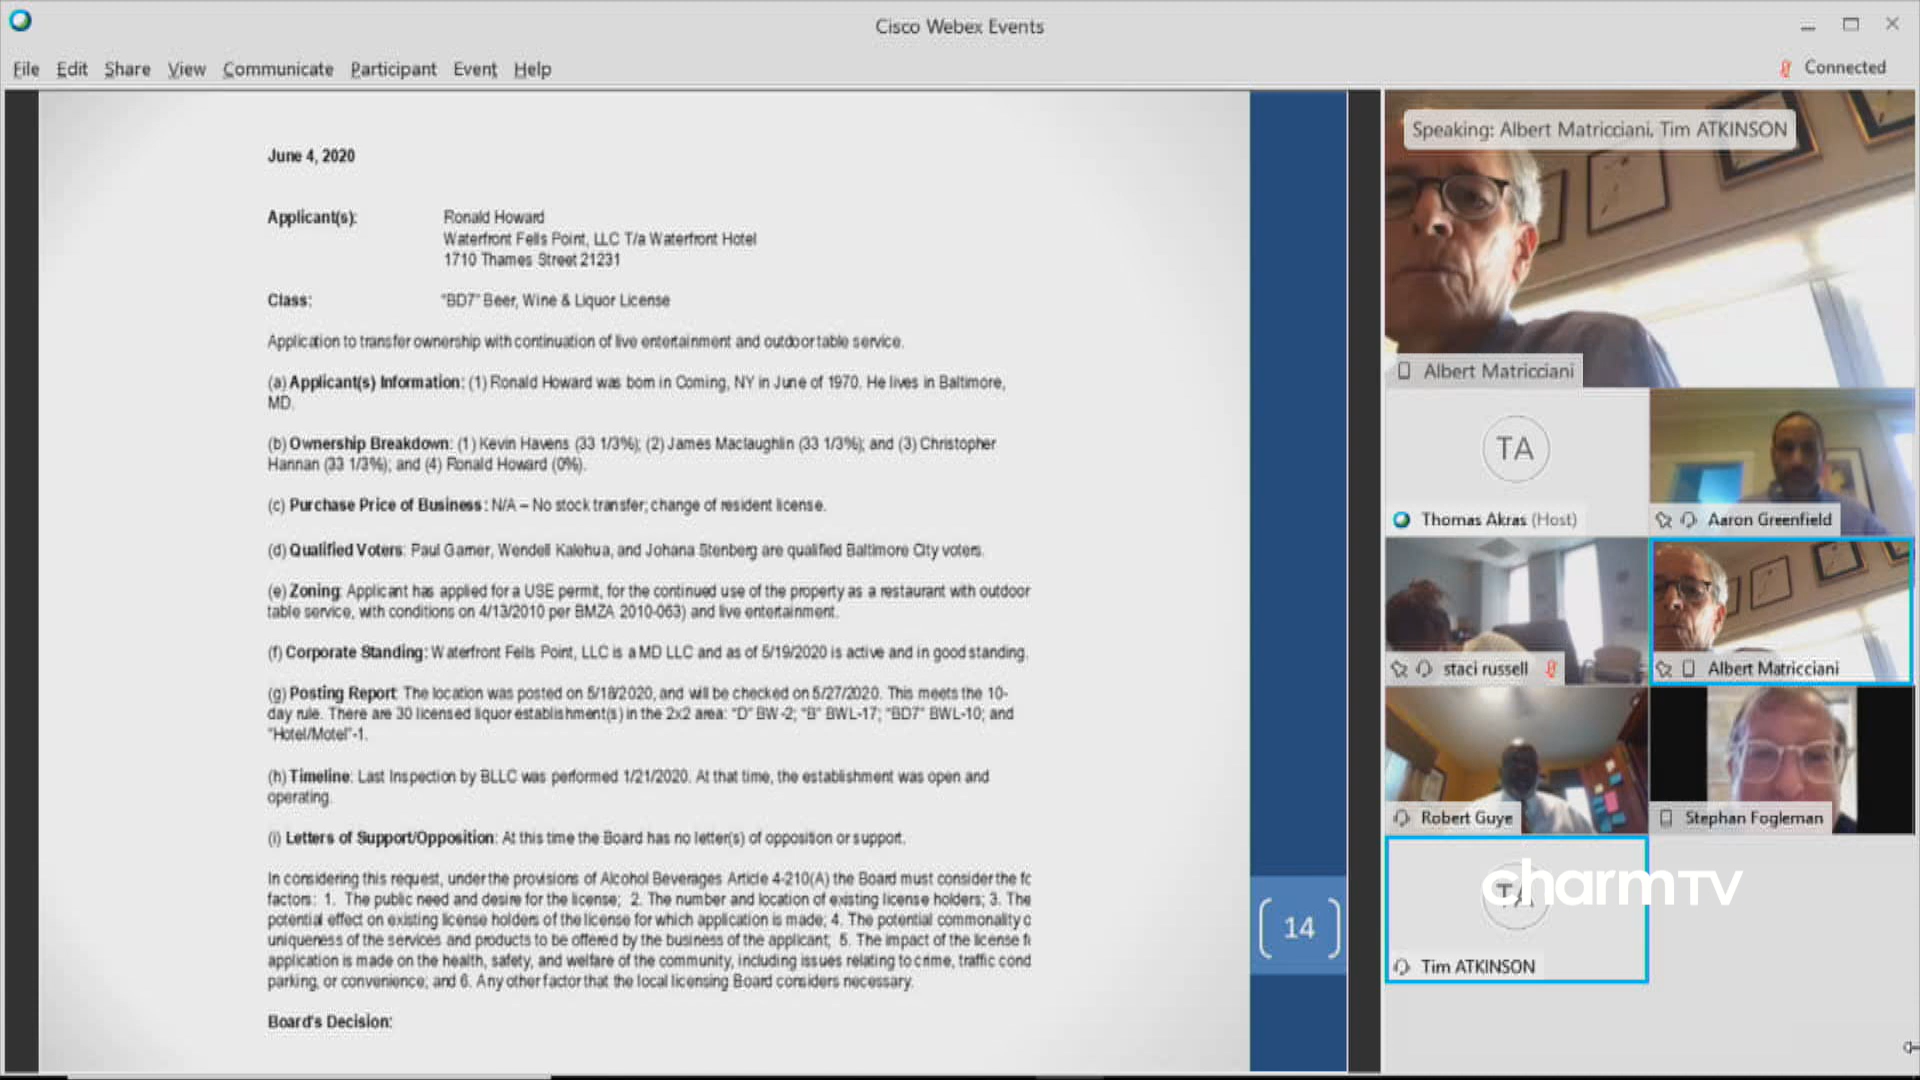 Cisco Webex Events
File Edit Share View Communicate Participant Event Help
Connected
June 4, 2020
Applicant(s): Ronald Howard
Waterfront Fells Point, LLC T/a Waterfront Hotel
1710 Thames Street 21231
Class: "BD7" Beer, Wine & Liquor License
Application to transfer ownership with continuation of live entertainment and outdoor table service.
(a) Applicant(s) Information: (1) Ronald Howard was born in Corning, NY in June of 1970. He lives in Baltimore,
MD.
(b) Ownership Breakdown: (1) Kevin Havens (33 1/3%); (2) James Maclaughlin (33 1/3%); and (3) Christopher
Hannan (33 1/3%); and (4) Ronald Howard (0%).
(c) Purchase Price of Business: N/A – No stock transfer; change of resident license.
(d) Qualified Voters: Paul Garner, Wendell Kalehua, and Johana Stenberg are qualified Baltimore City voters.
(e) Zoning: Applicant has applied for a USE permit, for the continued use of the property as a restaurant with outdoor
table service, with conditions on 4/13/2010 per BMZA 2010-063) and live entertainment.
(f) Corporate Standing: Waterfront Fells Point, LLC is a MD LLC and as of 5/19/2020 is active and in good standing.
(g) Posting Report: The location was posted on 5/18/2020, and will be checked on 5/27/2020. This meets the 10-
day rule. There are 30 licensed liquor establishment(s) in the 2x2 area: "D" BW-2; "B" BWL-17; "BD7" BWL-10; and
"Hotel/Motel"-1.
(h) Timeline: Last Inspection by BLLC was performed 1/21/2020. At that time, the establishment was open and
operating.
(i) Letters of Support/Opposition: At this time the Board has no letter(s) of opposition or support.
In considering this request, under the provisions of Alcohol Beverages Article 4-210(A) the Board must consider the fo
factors: 1. The public need and desire for the license; 2. The number and location of existing license holders; 3. The
potential effect on existing license holders of the license for which application is made; 4. The potential commonality o
uniqueness of the services and products to be offered by the business of the applicant; 5. The impact of the license fo
application is made on the health, safety, and welfare of the community, including issues relating to crime, traffic cond
parking, or convenience; and 6. Any other factor that the local licensing Board considers necessary.
Board's Decision:
14
Speaking: Albert Matricciani, Tim ATKINSON
Albert Matricciani
TA
Thomas Akras (Host)
Aaron Greenfield
staci russell
Albert Matricciani
Robert Guye
Stephan Fogleman
TA
charmTV
Tim ATKINSON